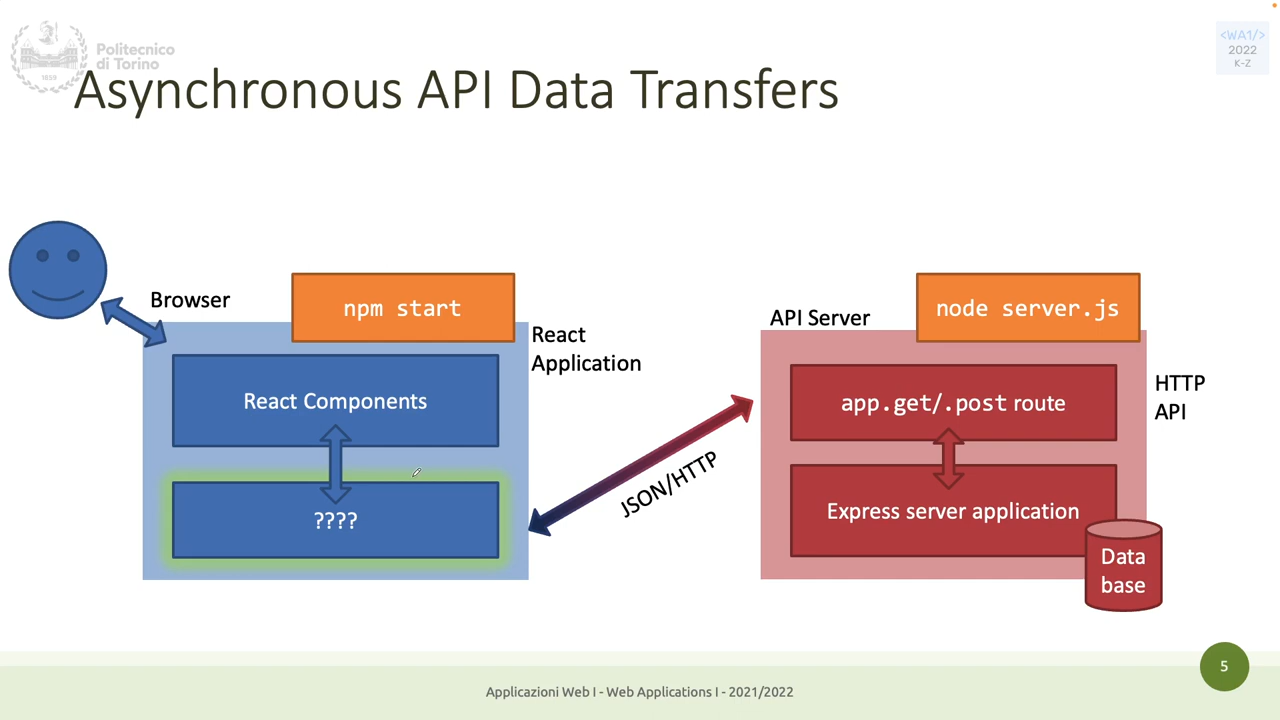 Politecnico
di Torino
1859
<WA1/>
2022
K-Z
Asynchronous API Data Transfers
Browser
npm start
React
Application
React Components
????
JSON/HTTP
API Server
node server.js
HTTP
API
app.get/.post route
Express server application
Data
base
Applicazioni Web I - Web Applications I - 2021/2022
5